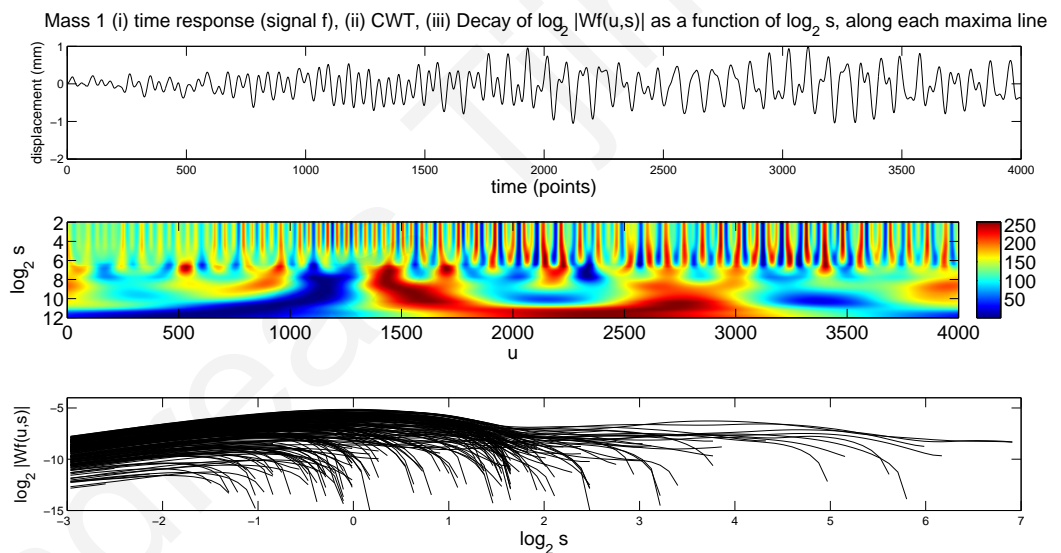 Mass 1 (i) time response (signal f), (ii) CWT, (iii) Decay of log2 |Wf(u,s)| as a function of log2 s, along each maxima line
displacement (mm)
1
0
−1
−2
0 500 1000 1500 2000 2500 3000 3500 4000
time (points)
log2 s
2
4
6
8
10
12
0 500 1000 1500 2000 2500 3000 3500 4000
u
250
200
150
100
50
log2 |Wf(u,s)|
−5
−10
−15
−3 −2 −1 0 1 2 3 4 5 6 7
log2 s